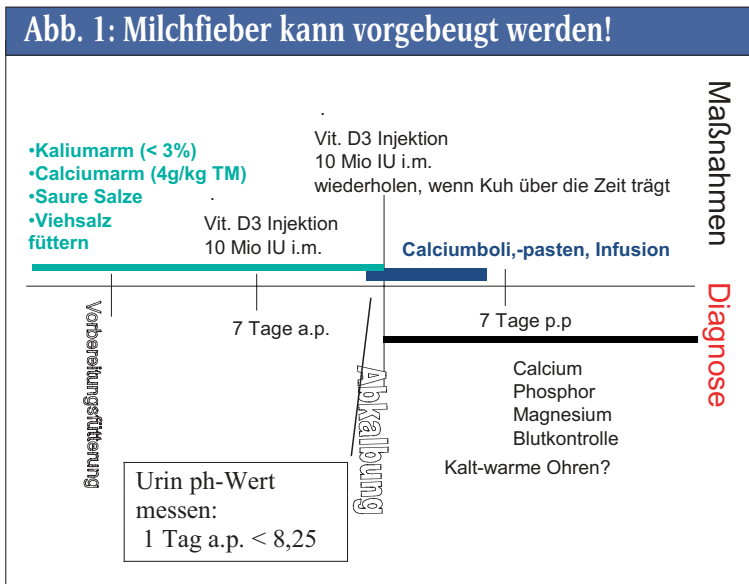 Abb. 1: Milchfieber kann vorgebeugt werden!
•Kaliumarm (< 3%)
•Calciumarm (4g/kg TM)
•Saure Salze
•Viehsalz
füttern
Vit. D3 Injektion
10 Mio IU i.m.
Vit. D3 Injektion
10 Mio IU i.m.
wiederholen, wenn Kuh über die Zeit trägt
Maßnahmen
Calciumboli,-pasten, Infusion
Vorbereitungsfütterung
7 Tage a.p.
Abkalbung
7 Tage p.p
Diagnose
Calcium
Phosphor
Magnesium
Blutkontrolle
Kalt-warme Ohren?
Urin ph-Wert
messen:
1 Tag a.p. < 8,25